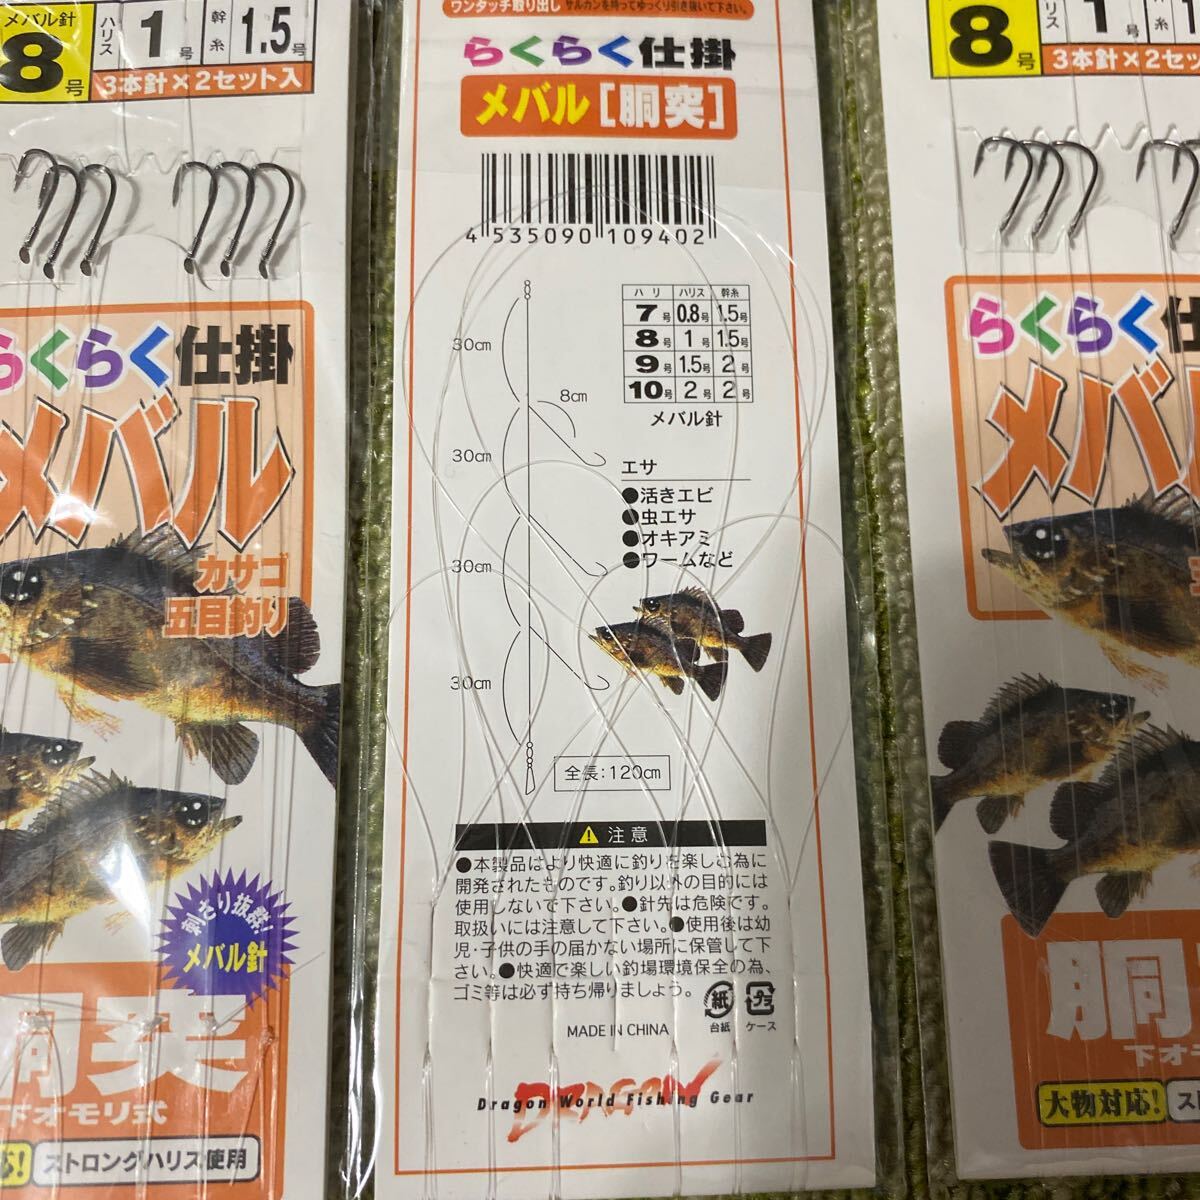 メバル針
8号
ハリス
1号
幹糸
1.5号
3本針×2セット入
らくらく仕掛
メバル
カサゴ
五目釣り
刺さり抜群!
メバル針
胴突
下オモリ式
ストロングハリス使用
ワンタッチ取り出し サルカンを持ってゆっくり引き抜いて下さい。
らくらく仕掛
メバル[胴突]
4 535090 109402
30cm
8cm
30cm
30cm
30cm
全長:120cm
ハリ ハリス 幹糸
7号 0.8号 1.5号
8号 1号 1.5号
9号 1.5号 2号
10号 2号 2号
メバル針
エサ
●活きエビ
●虫エサ
●オキアミ
●ワームなど
注意
●本製品はより快適に釣りを楽しむ為に
開発されたものです。釣り以外の目的には
使用しないで下さい。●針先は危険です。
取扱いには注意して下さい。●使用後は幼
児・子供の手の届かない場所に保管して下
さい。●快適で楽しい釣場環境保全の為、
ゴミ等は必ず持ち帰りましょう。
紙
台紙
プラ
ケース
MADE IN CHINA
DRAGON
Dragon World Fishing Gear
8号
リス
1号
3本針×2セ
らくらく仕掛
メバ
胴
下オモリ
大物対応!
スト